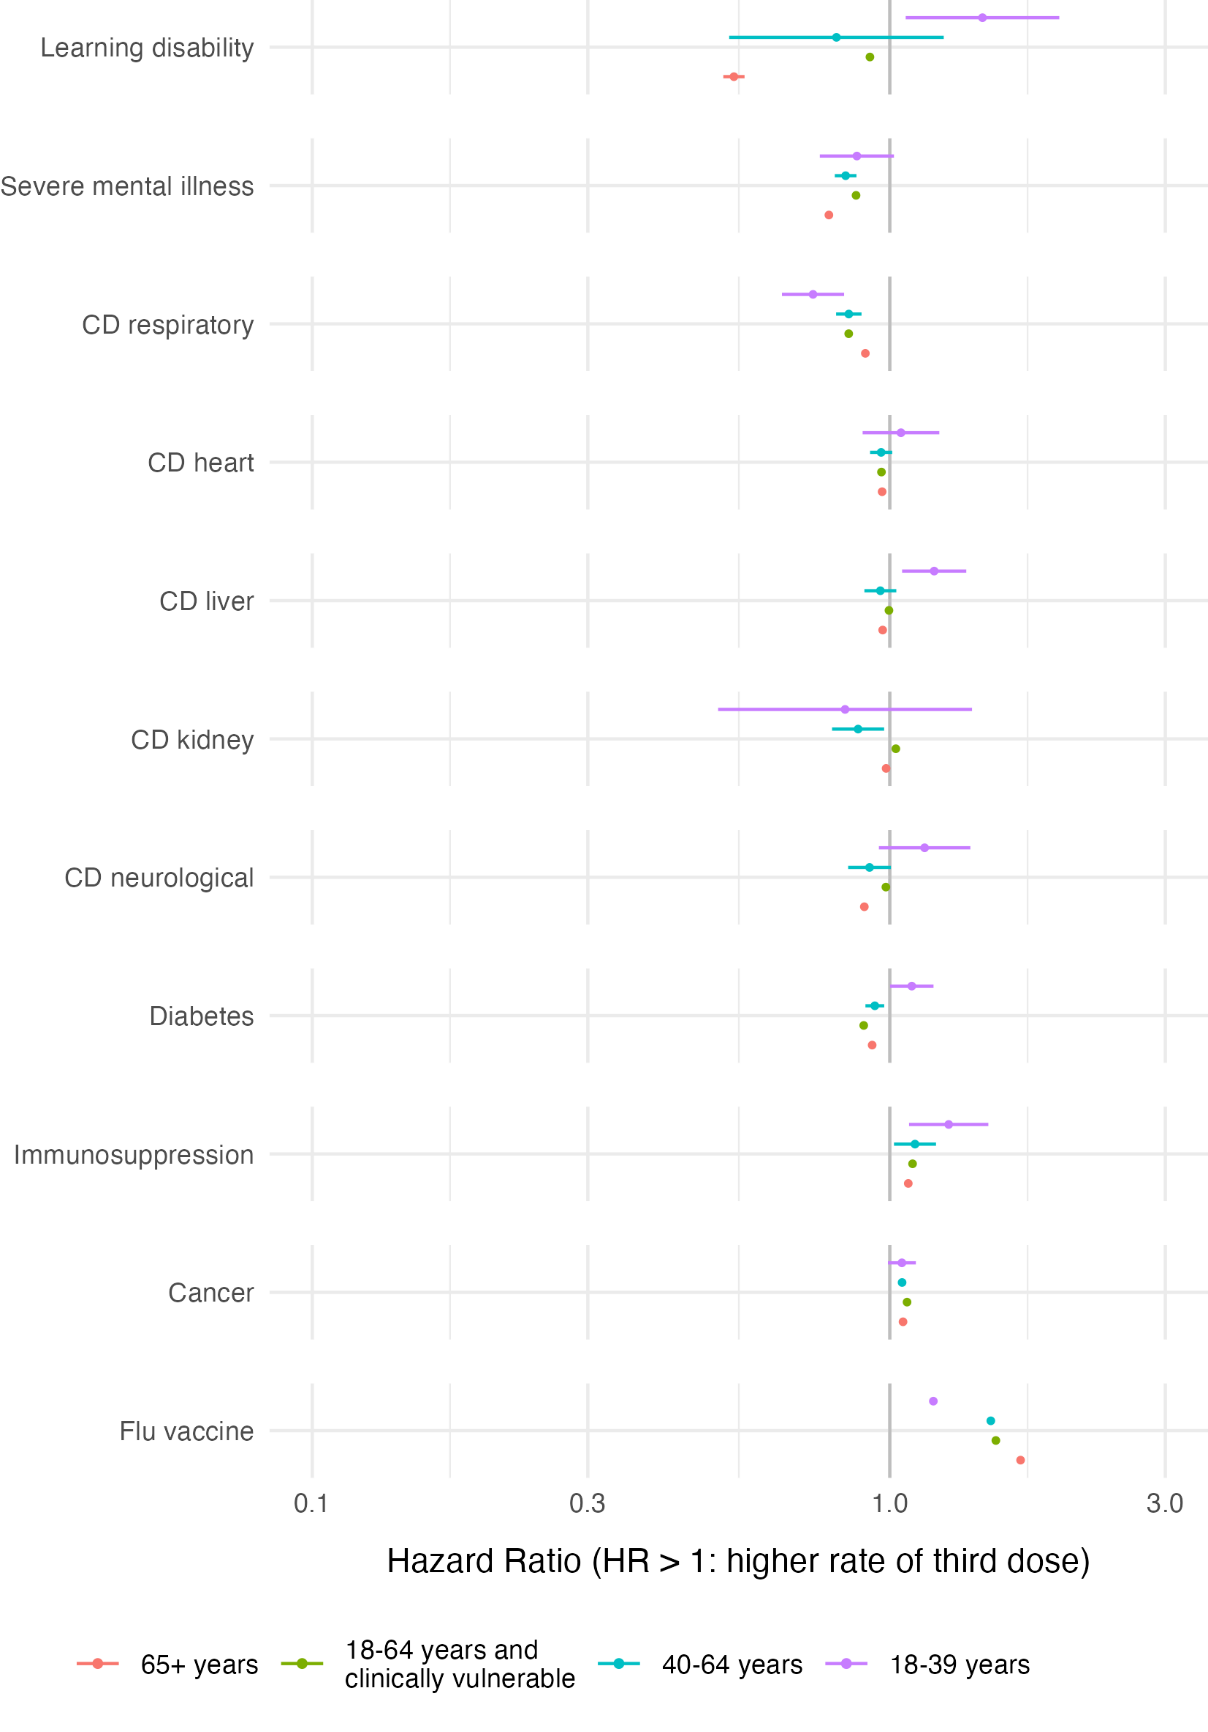 Learning disability
Severe mental illness
CD respiratory
CD heart
CD liver
CD kidney
CD neurological
Diabetes
Immunosuppression
Cancer
Flu vaccine
0.1 0.3 1.0 3.0
Hazard Ratio (HR > 1: higher rate of third dose)
65+ years
18-64 years and
clinically vulnerable
40-64 years
18-39 years